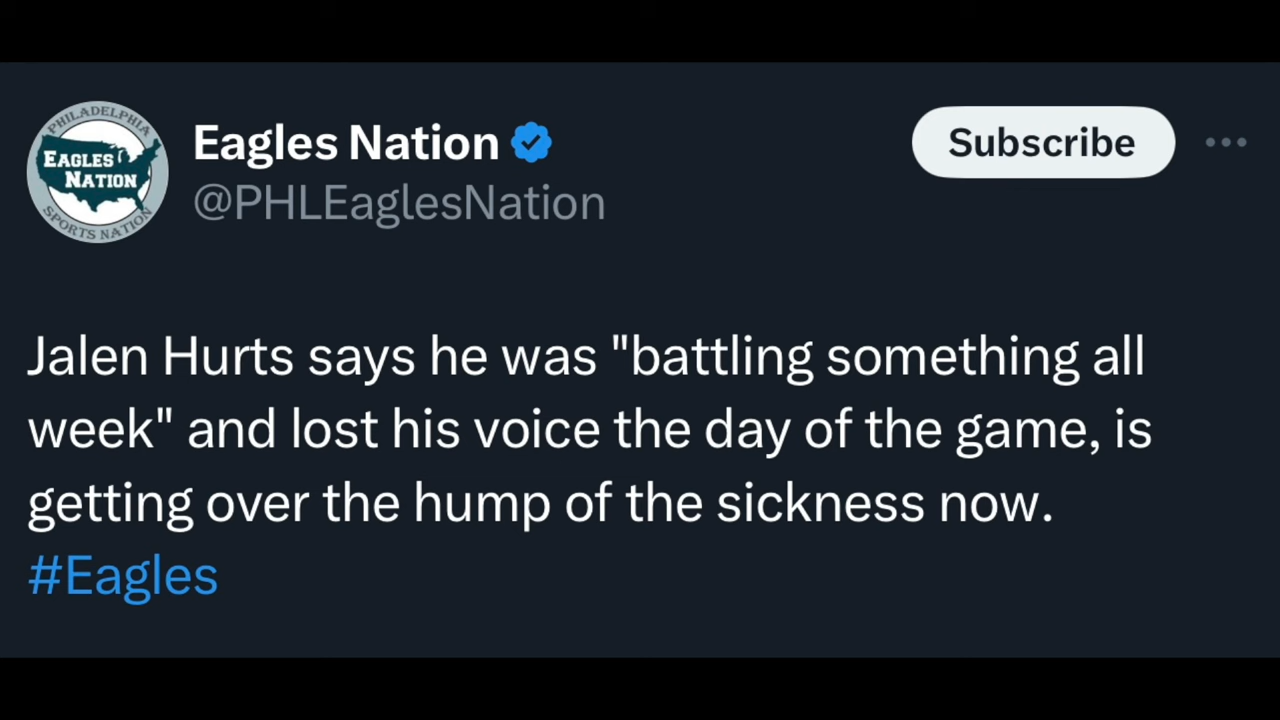 PHILADELPHIA
EAGLES
NATION
SPORTS NATION
Eagles Nation
@PHLEaglesNation
Subscribe
Jalen Hurts says he was "battling something all
week" and lost his voice the day of the game, is
getting over the hump of the sickness now.
#Eagles